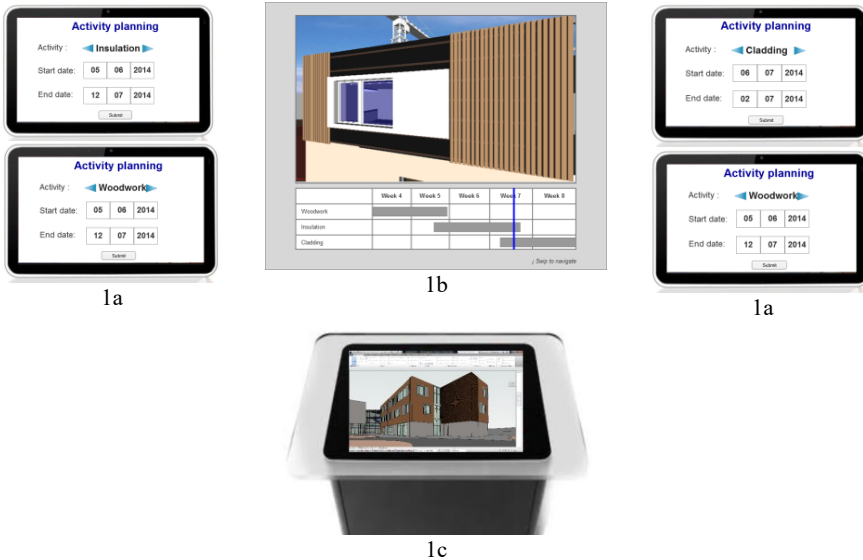 Activity planning
Activity : Insulation
Start date: 05 06 2014
End date: 12 07 2014
Submit
Activity planning
Activity : Woodwork
Start date: 05 06 2014
End date: 12 07 2014
Submit
1a
Week 4 Week 5 Week 6 Week 7 Week 8
Woodwork
Insulation
Cladding
¿ Swip to navigate
1b
Activity planning
Activity : Cladding
Start date: 06 07 2014
End date: 02 07 2014
Submit
Activity planning
Activity : Woodwork
Start date: 05 06 2014
End date: 12 07 2014
Submit
1a
1c